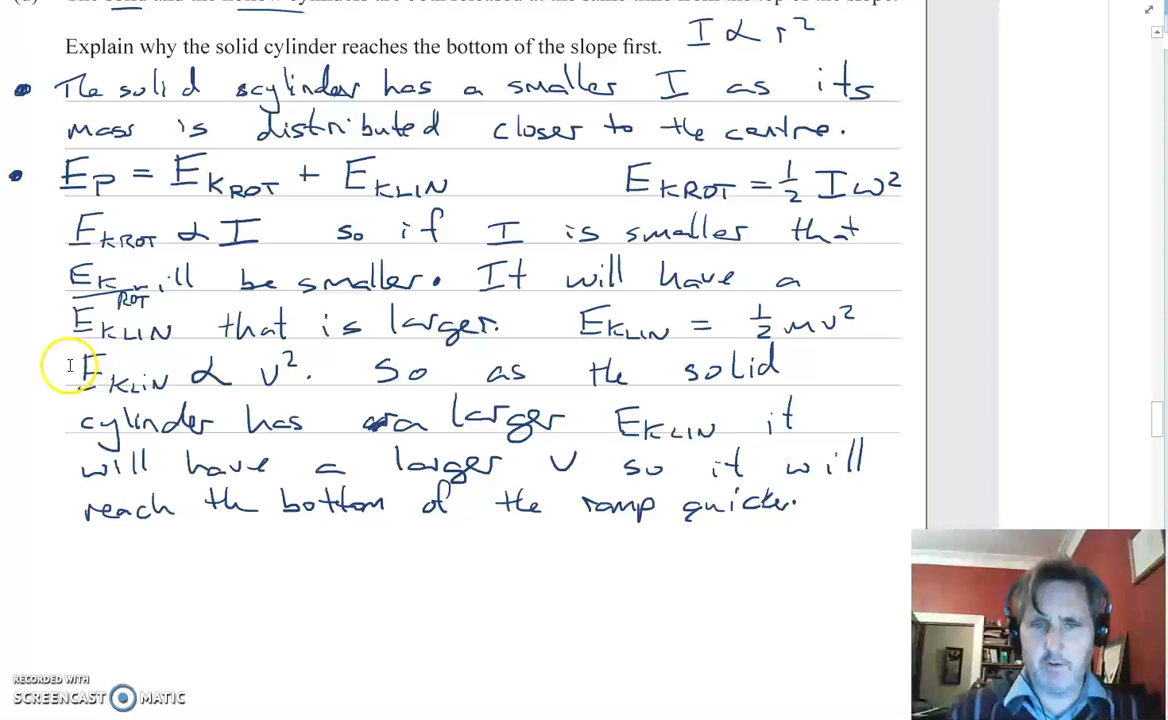 Explain why the solid cylinder reaches the bottom of the slope first. I ∝ r²
• The solid scylinder has a smaller I as its
mass is distributed closer to the centre.
• EP = EKROT + EKLIN EKROT = ½ Iω²
EKROT ∝ I so if I is smaller that
EKROT will be smaller. It will have a
EKLIN that is larger. EKLIN = ½ mv²
EKLIN ∝ v². So as the solid
cylinder has a larger EKLIN it
will have a larger v so it will
reach the bottom of the ramp quicker.
RECORDED WITH
SCREENCAST MATIC